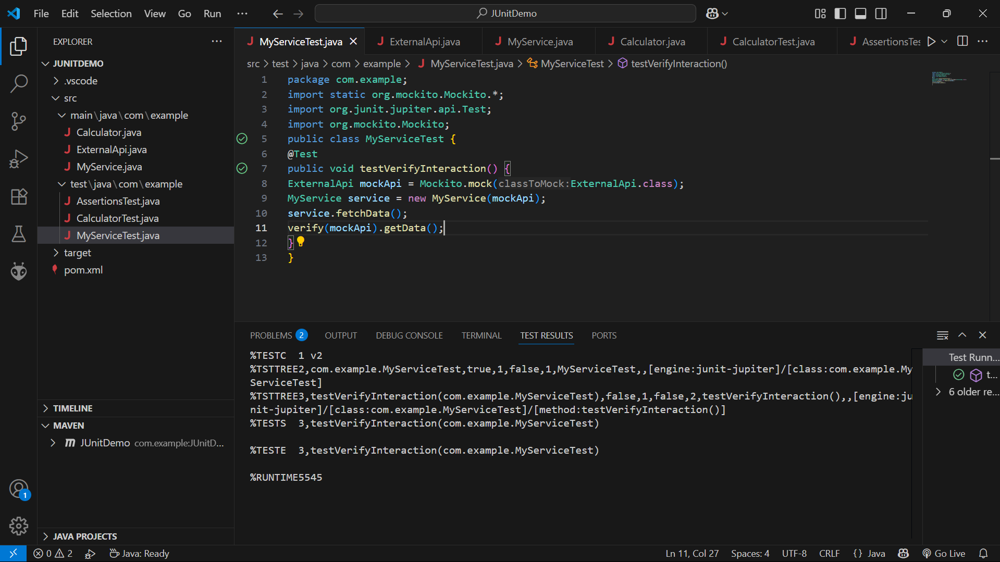 File Edit Selection View Go Run ...
JUnitDemo
EXPLORER
JUNITDEMO
.vscode
src
main\java\com\example
Calculator.java
ExternalApi.java
MyService.java
test\java\com\example
AssertionsTest.java
CalculatorTest.java
MyServiceTest.java
target
pom.xml
TIMELINE
MAVEN
JUnitDemo com.example:JUnitD...
JAVA PROJECTS
1
MyServiceTest.java ExternalApi.java MyService.java Calculator.java CalculatorTest.java AssertionsTes
src > test > java > com > example > MyServiceTest.java > MyServiceTest > testVerifyInteraction()
1 package com.example;
2 import static org.mockito.Mockito.*;
3 import org.junit.jupiter.api.Test;
4 import org.mockito.Mockito;
5 public class MyServiceTest {
6 @Test
7 public void testVerifyInteraction() {
8 ExternalApi mockApi = Mockito.mock(classToMock:ExternalApi.class);
9 MyService service = new MyService(mockApi);
10 service.fetchData();
11 verify(mockApi).getData();
12 }
13 }
PROBLEMS 2 OUTPUT DEBUG CONSOLE TERMINAL TEST RESULTS PORTS
%TESTC 1 v2
%TSTTREE2,com.example.MyServiceTest,true,1,false,1,MyServiceTest,,[engine:junit-jupiter]/[class:com.example.My
ServiceTest]
%TSTTREE3,testVerifyInteraction(com.example.MyServiceTest),false,1,false,2,testVerifyInteraction(),,[engine:ju
nit-jupiter]/[class:com.example.MyServiceTest]/[method:testVerifyInteraction()]
%TESTS 3,testVerifyInteraction(com.example.MyServiceTest)
%TESTE 3,testVerifyInteraction(com.example.MyServiceTest)
%RUNTIME5545
Test Runn...
t...
6 older re...
0 2 Java: Ready Ln 11, Col 27 Spaces: 4 UTF-8 CRLF {} Java Go Live